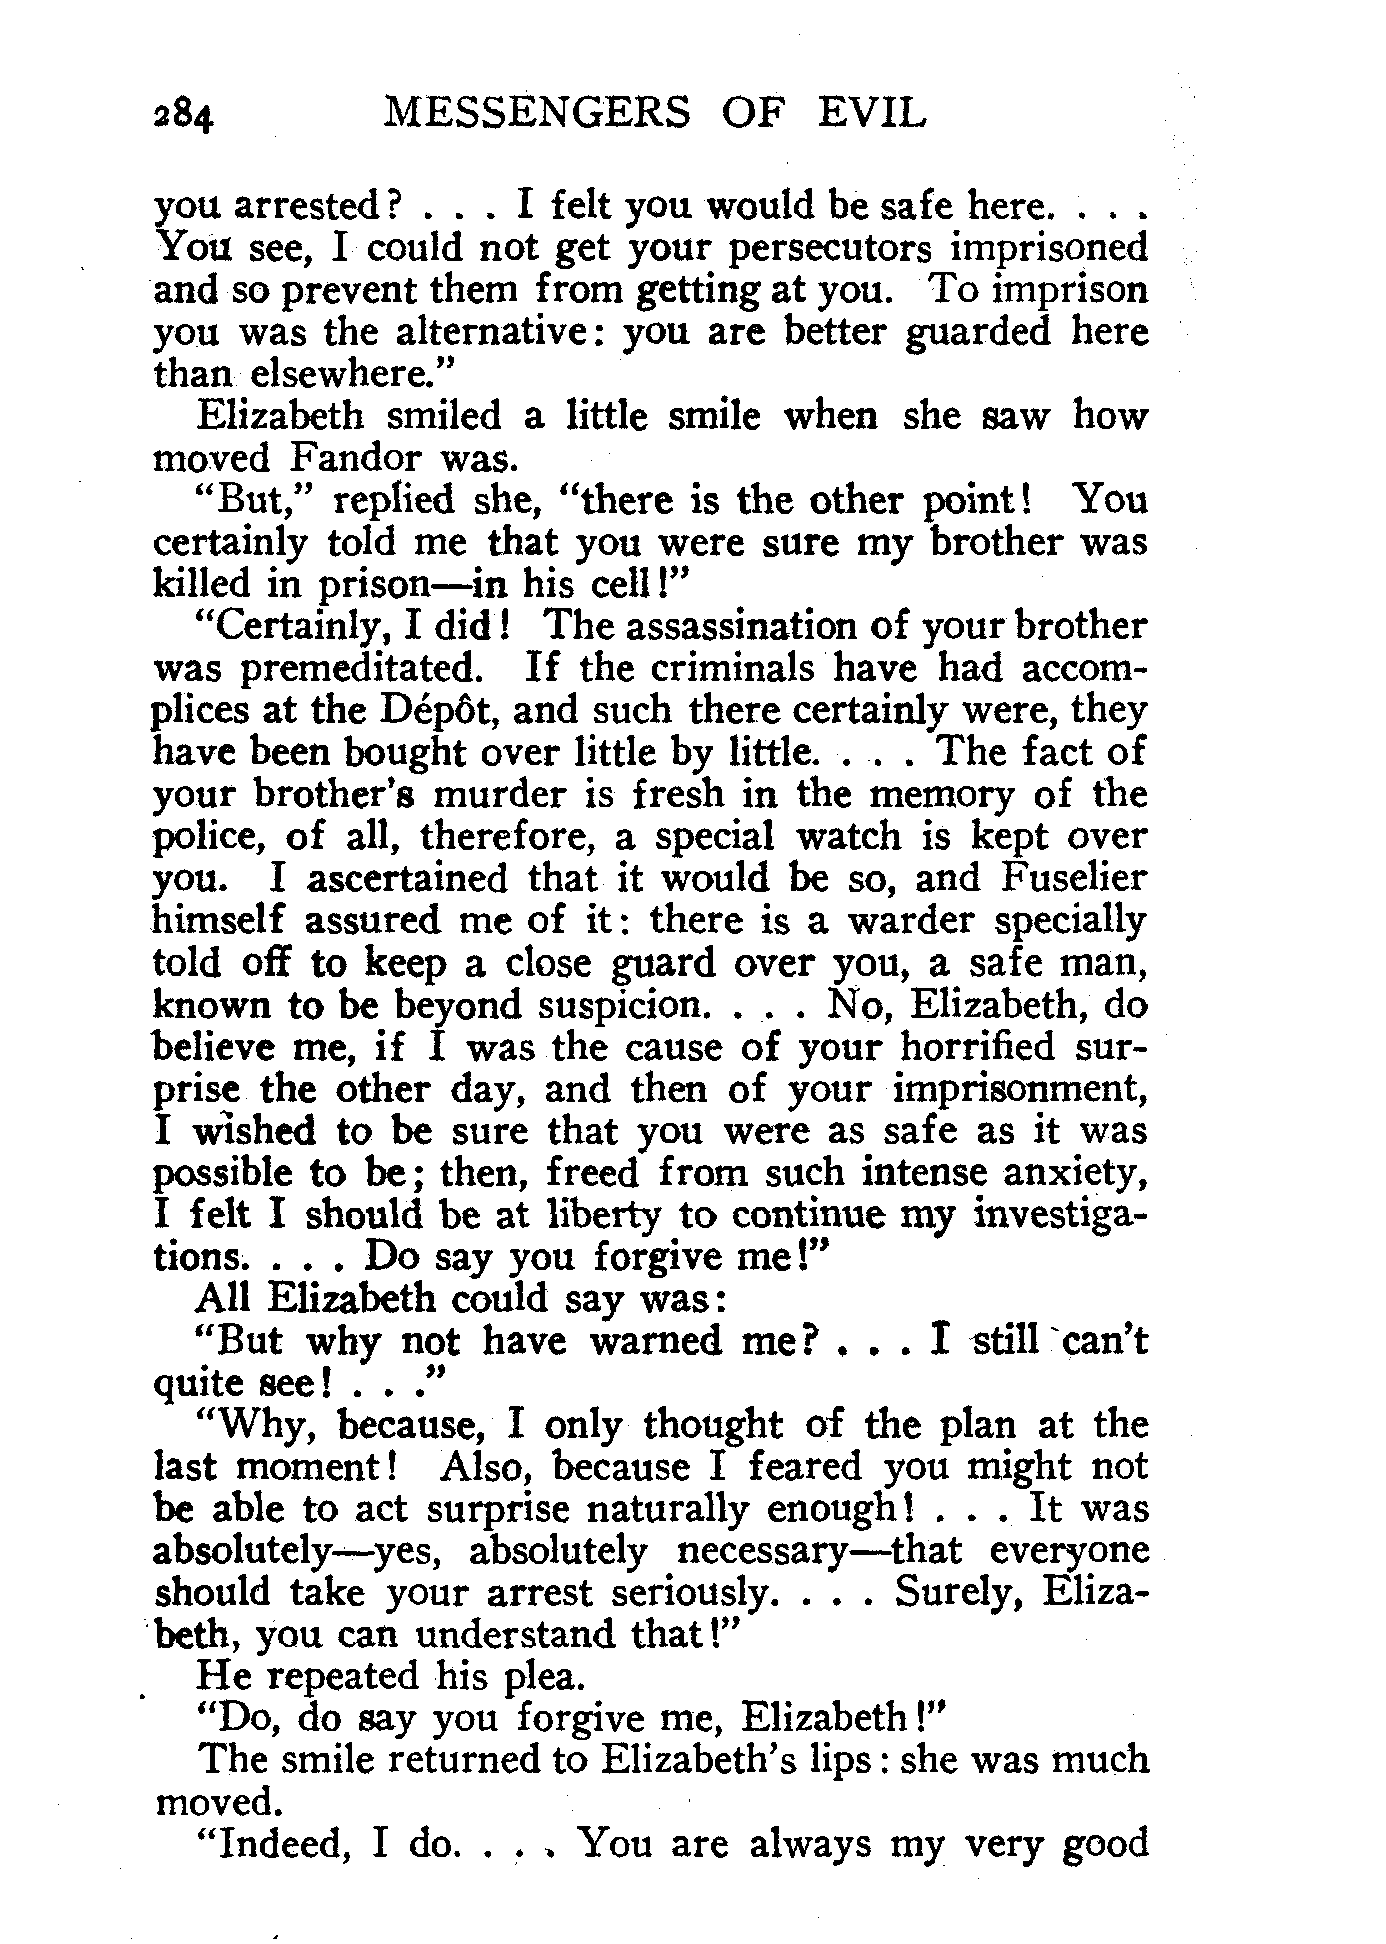 284 MESSENGERS OF EVIL
you arrested? . . . I felt you would be safe here. . . .
You see, I could not get your persecutors imprisoned
and so prevent them from getting at you. To imprison
you was the alternative: you are better guarded here
than elsewhere."
Elizabeth smiled a little smile when she saw how
moved Fandor was.
"But," replied she, "there is the other point! You
certainly told me that you were sure my brother was
killed in prison—in his cell!"
"Certainly, I did! The assassination of your brother
was premeditated. If the criminals have had accom-
plices at the Dépôt, and such there certainly were, they
have been bought over little by little. . . . The fact of
your brother's murder is fresh in the memory of the
police, of all, therefore, a special watch is kept over
you. I ascertained that it would be so, and Fuselier
himself assured me of it: there is a warder specially
told off to keep a close guard over you, a safe man,
known to be beyond suspicion. . . . No, Elizabeth, do
believe me, if I was the cause of your horrified sur-
prise the other day, and then of your imprisonment,
I wished to be sure that you were as safe as it was
possible to be; then, freed from such intense anxiety,
I felt I should be at liberty to continue my investiga-
tions. . . . Do say you forgive me!"
All Elizabeth could say was:
"But why not have warned me? . . . I still can't
quite see! . . ."
"Why, because, I only thought of the plan at the
last moment! Also, because I feared you might not
be able to act surprise naturally enough! . . . It was
absolutely—yes, absolutely necessary—that everyone
should take your arrest seriously. . . . Surely, Eliza-
beth, you can understand that!"
He repeated his plea.
"Do, do say you forgive me, Elizabeth!"
The smile returned to Elizabeth's lips: she was much
moved.
"Indeed, I do. . . . You are always my very good